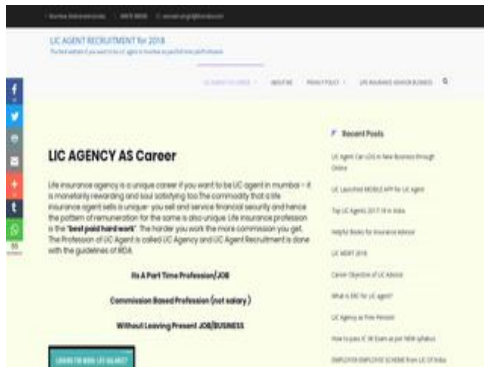 LIC AGENT RECRUITMENT for 2018
LIC AGENCY AS Career
Life insurance agency is a unique career if you want to be LIC agent in mumbai – it
is monetarily rewarding and soul satisfying too.The commodity that a life
insurance agent sells is unique- you sell and service financial security and hence
the pattern of remuneration for the same is also unique. Life insurance profession
is the "best paid hard work". The harder you work the more commission you get.
The Profession of LIC Agent is called LIC Agency and LIC Agent Recruitment is done
with the guidelines of IRDA.
Its A Part Time Profession/JOB
Commission Based Profession (not salary)
Without Leaving Present JOB/BUSINESS
Recent Posts
LIC Agent Can LOG in New Business through
Online
LIC Launched MOBILE APP for LIC Agent
Top LIC Agents 2017-18 in India
Helpful Books for Insurance Advisor
LIC MDRT 2018
Career Objective of LIC Advisor
What is ERC for LIC agent?
LIC Agency as Free Pension
How to pass IC 38 Exam as per NEW syllabus
EMPLOYER EMPLOYEE SCHEME from LIC Of India